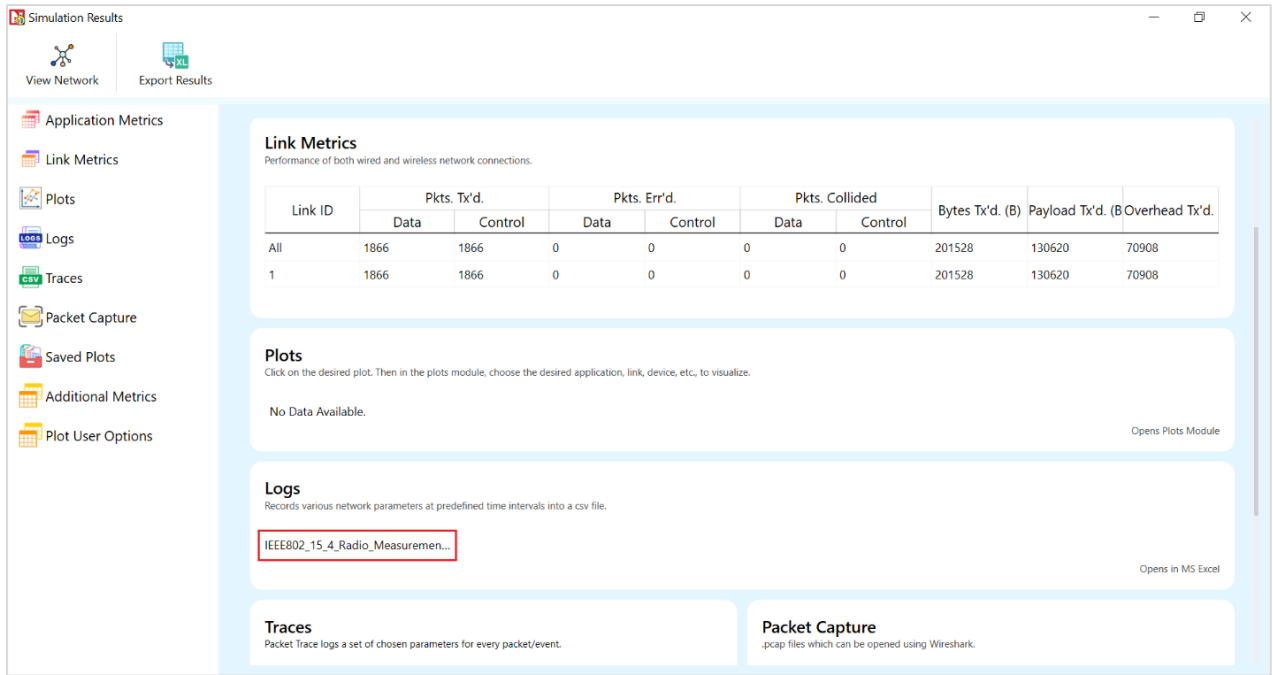 Simulation Results
View Network
Export Results
Application Metrics
Link Metrics
Plots
LOGS Logs
CSV Traces
Packet Capture
Saved Plots
Additional Metrics
Plot User Options
Link Metrics
Performance of both wired and wireless network connections.
Link ID Pkts. Tx'd. Pkts. Err'd. Pkts. Collided Bytes Tx'd. (B) Payload Tx'd. (B Overhead Tx'd.
Data Control Data Control Data Control
All 1866 1866 0 0 0 0 201528 130620 70908
1 1866 1866 0 0 0 0 201528 130620 70908
Plots
Click on the desired plot. Then in the plots module, choose the desired application, link, device, etc., to visualize.
No Data Available.
Opens Plots Module
Logs
Records various network parameters at predefined time intervals into a csv file.
IEEE802_15_4_Radio_Measuremen...
Opens in MS Excel
Traces
Packet Trace logs a set of chosen parameters for every packet/event.
Packet Capture
.pcap files which can be opened using Wireshark.